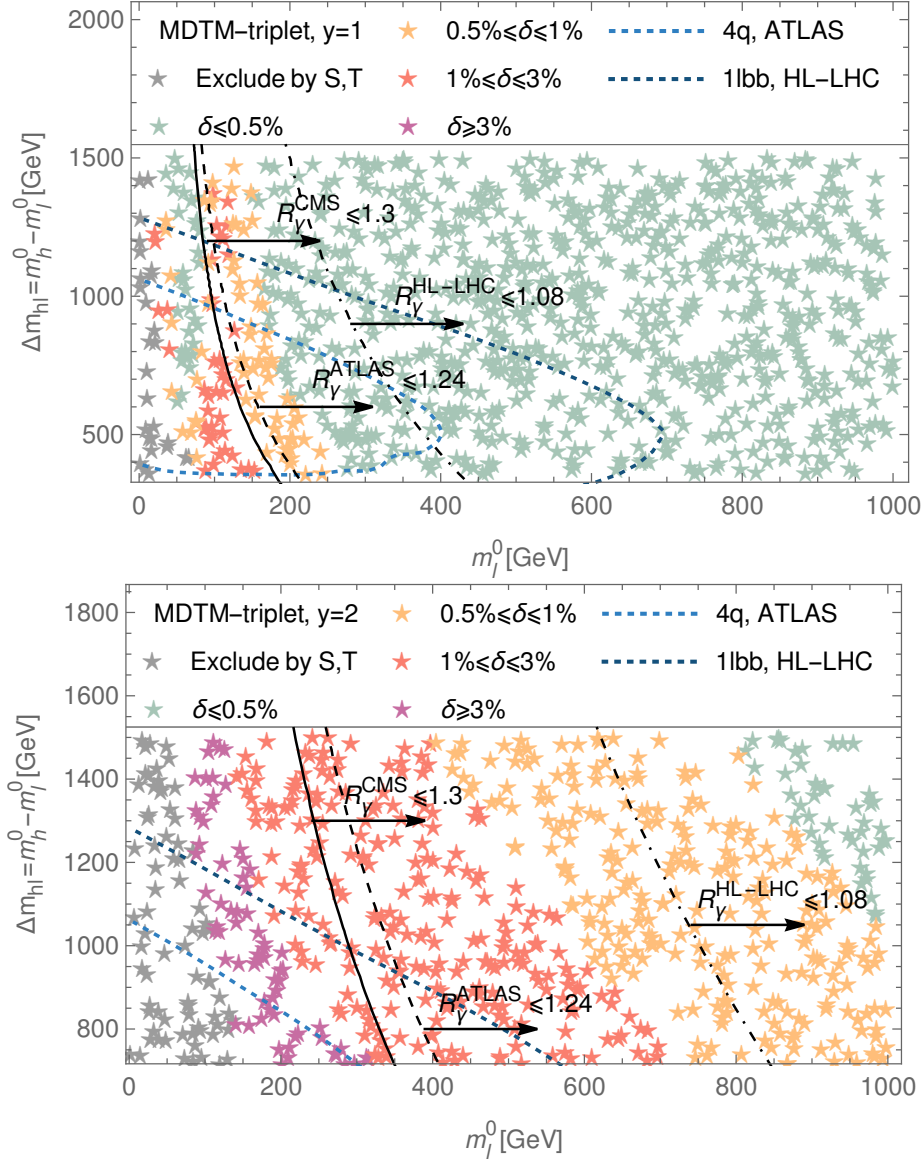 MDTM-triplet, y=1
0.5%⩽δ⩽1%
4q, ATLAS
Exclude by S,T
1%⩽δ⩽3%
1lbb, HL-LHC
δ⩽0.5%
δ⩾3%
2000
1500
1000
500
Δm_hl=m_h^0-m_l^0[GeV]
R_γ^CMS⩽1.3
R_γ^HL-LHC⩽1.08
R_γ^ATLAS⩽1.24
0 200 400 600 800 1000
m_l^0[GeV]
MDTM-triplet, y=2
0.5%⩽δ⩽1%
4q, ATLAS
Exclude by S,T
1%⩽δ⩽3%
1lbb, HL-LHC
δ⩽0.5%
δ⩾3%
1800
1600
1400
1200
1000
800
Δm_hl=m_h^0-m_l^0[GeV]
R_γ^CMS⩽1.3
R_γ^HL-LHC⩽1.08
R_γ^ATLAS⩽1.24
0 200 400 600 800 1000
m_l^0[GeV]